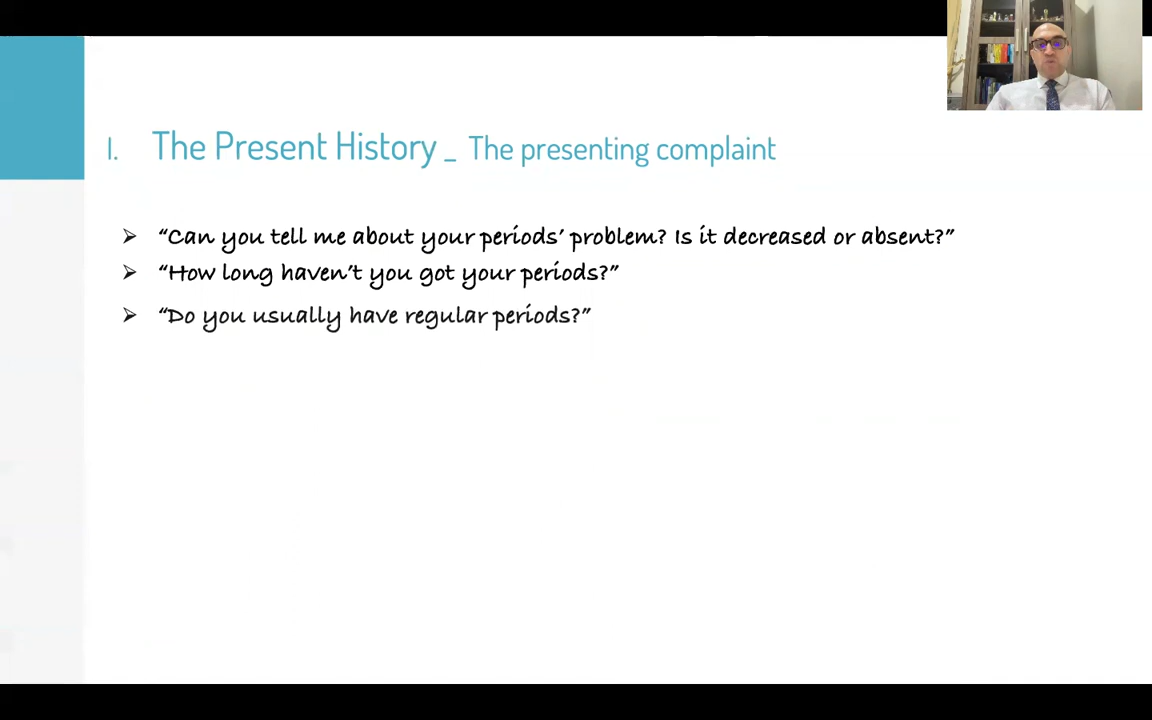 I. The Present History _ The presenting complaint
➢ “Can you tell me about your periods’ problem? Is it decreased or absent?”
➢ “How long haven’t you got your periods?”
➢ “Do you usually have regular periods?”